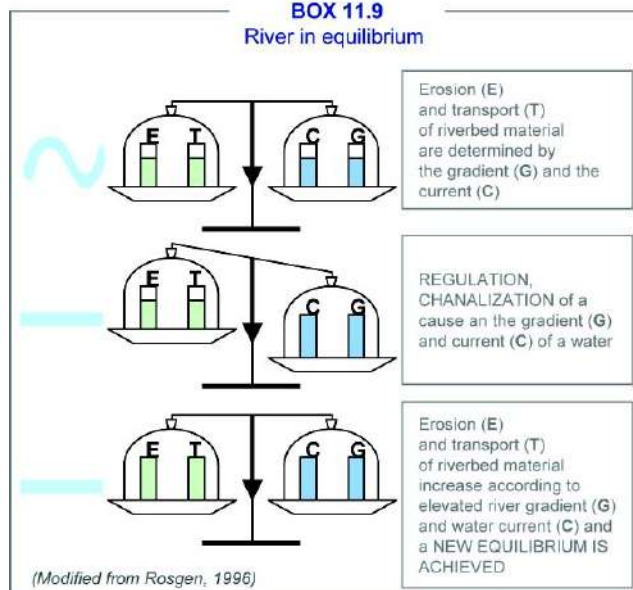 BOX 11.9
River in equilibrium
E T C G
Erosion (E)
and transport (T)
of riverbed material
are determined by
the gradient (G) and the
current (C)
E T C G
REGULATION,
CHANALIZATION of a
cause an the gradient (G)
and current (C) of a water
E T C G
Erosion (E)
and transport (T)
of riverbed material
increase according to
elevated river gradient (G)
and water current (C) and
a NEW EQUILIBRIUM IS
ACHIEVED
(Modified from Rosgen, 1996)